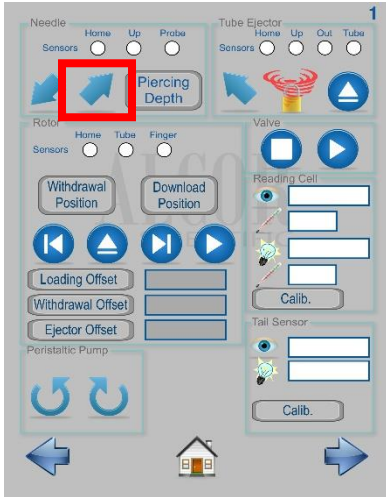 1
Needle
Home Up Probe
Sensors
Piercing
Depth
Tube Ejector
Home Up Out Tube
Sensors
Rotor
Home Tube Finger
Sensors
Withdrawal
Position
Download
Position
Loading Offset
Withdrawal Offset
Ejector Offset
Valve
Reading Cell
Calib.
Tail Sensor
Calib.
Peristaltic Pump